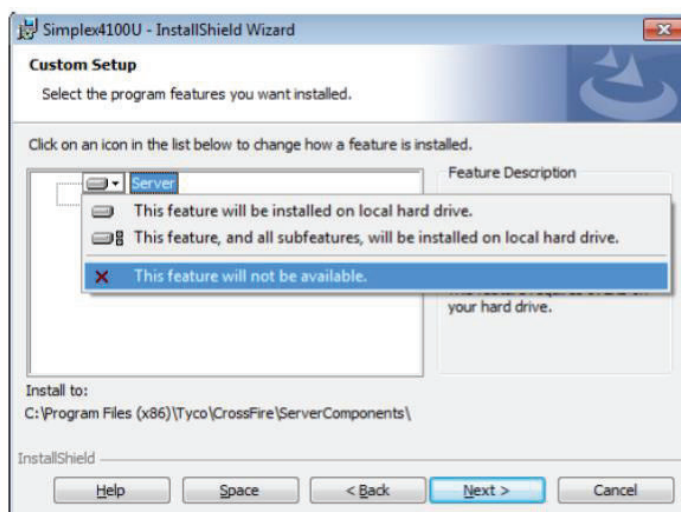 Simplex4100U - InstallShield Wizard
Custom Setup
Select the program features you want installed.
Click on an icon in the list below to change how a feature is installed.
Server
Feature Description
This feature will be installed on local hard drive.
This feature, and all subfeatures, will be installed on local hard drive.
This feature will not be available.
your hard drive.
Install to:
C:\Program Files (x86)\Tyco\CrossFire\ServerComponents\
InstallShield
Help
Space
< Back
Next >
Cancel